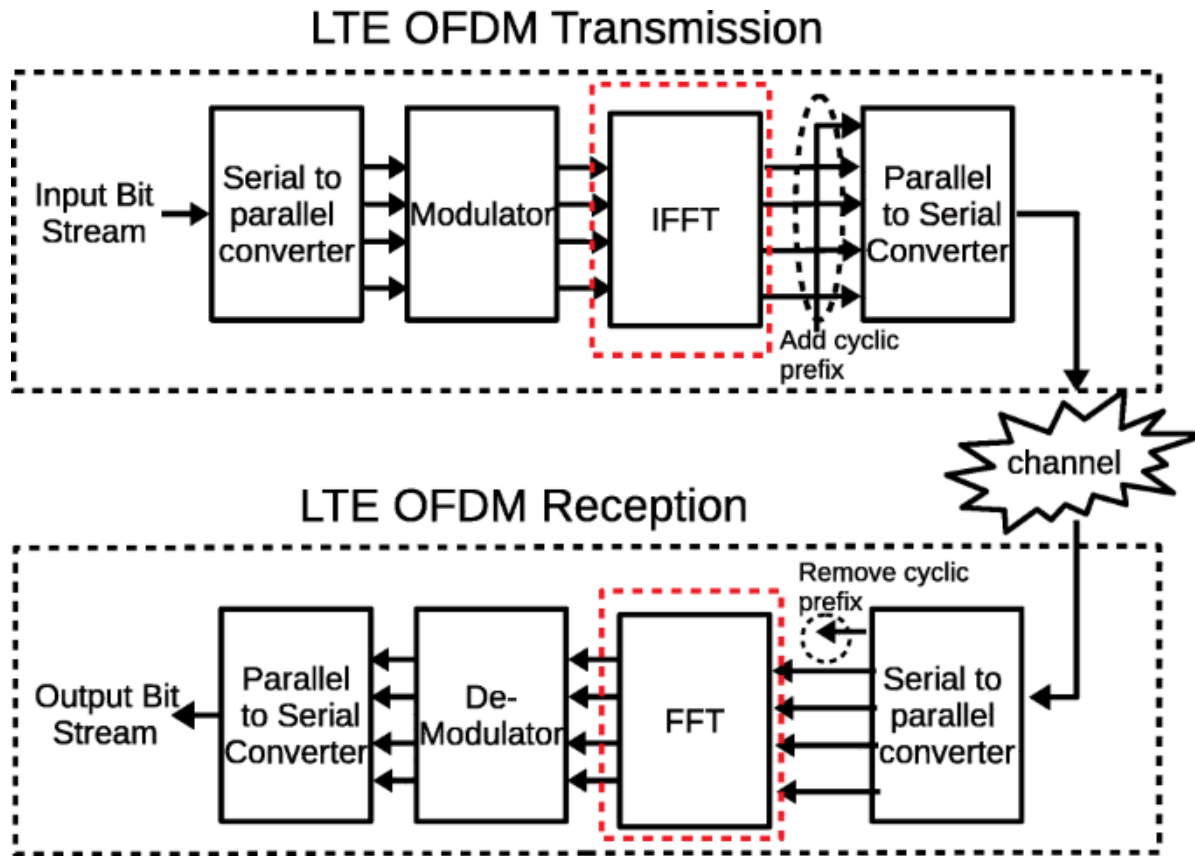 LTE OFDM Transmission
Input Bit
Stream
Serial to
parallel
converter
Modulator
IFFT
Add cyclic
prefix
Parallel
to Serial
Converter
channel
LTE OFDM Reception
Output Bit
Stream
Parallel
to Serial
Converter
De-
Modulator
FFT
Remove cyclic
prefix
Serial to
parallel
converter